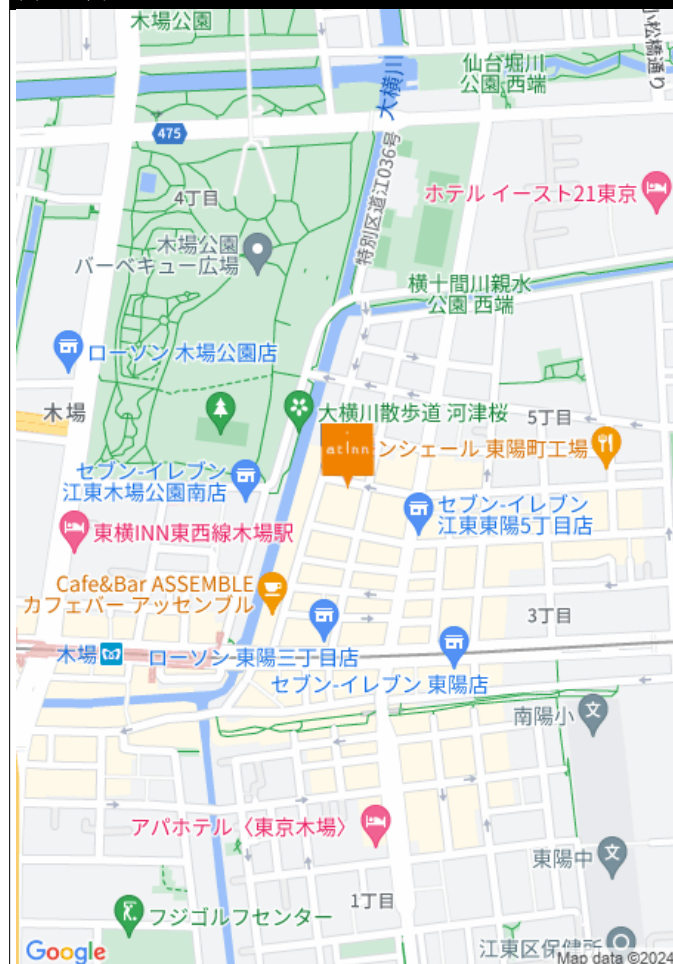 木場公園
仙台堀川
公園 西端
小松橋通り
大横川
475
特別区道江036号
4丁目
ホテル イースト21東京
木場公園
バーベキュー広場
横十間川親水
公園 西端
ローソン 木場公園店
木場
大横川散歩道 河津桜
5丁目
atinn
ンシェール 東陽町工場
セブン-イレブン
江東木場公園南店
セブン-イレブン
江東東陽5丁目店
東横INN東西線木場駅
Cafe&Bar ASSEMBLE
カフェバー アッセンブル
3丁目
木場
ローソン 東陽三丁目店
セブン-イレブン 東陽店
南陽小
文
アパホテル〈東京木場〉
東陽中
文
1丁目
フジゴルフセンター
江東区保健所
Google
Map data ©2024